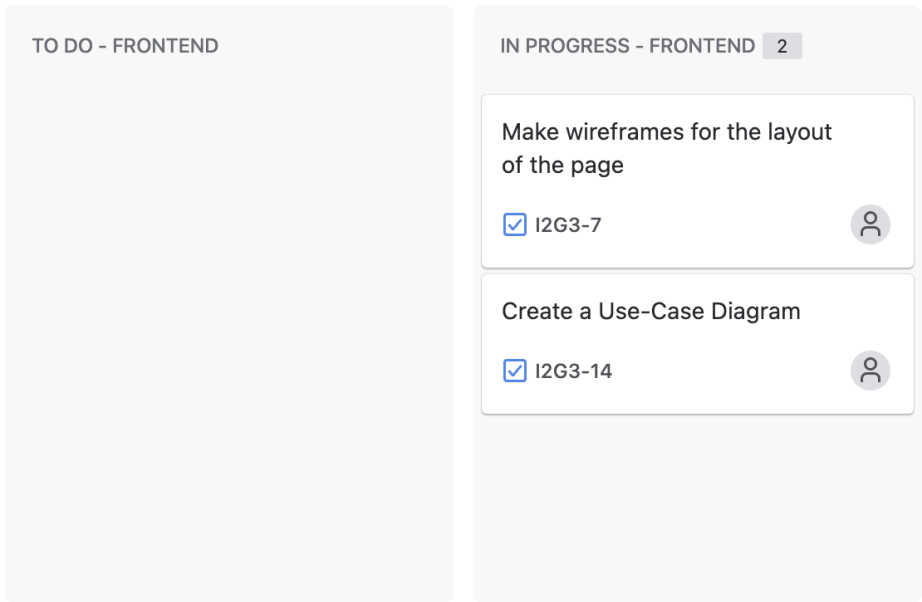 TO DO - FRONTEND
IN PROGRESS - FRONTEND 2
Make wireframes for the layout
of the page
I2G3-7
Create a Use-Case Diagram
I2G3-14